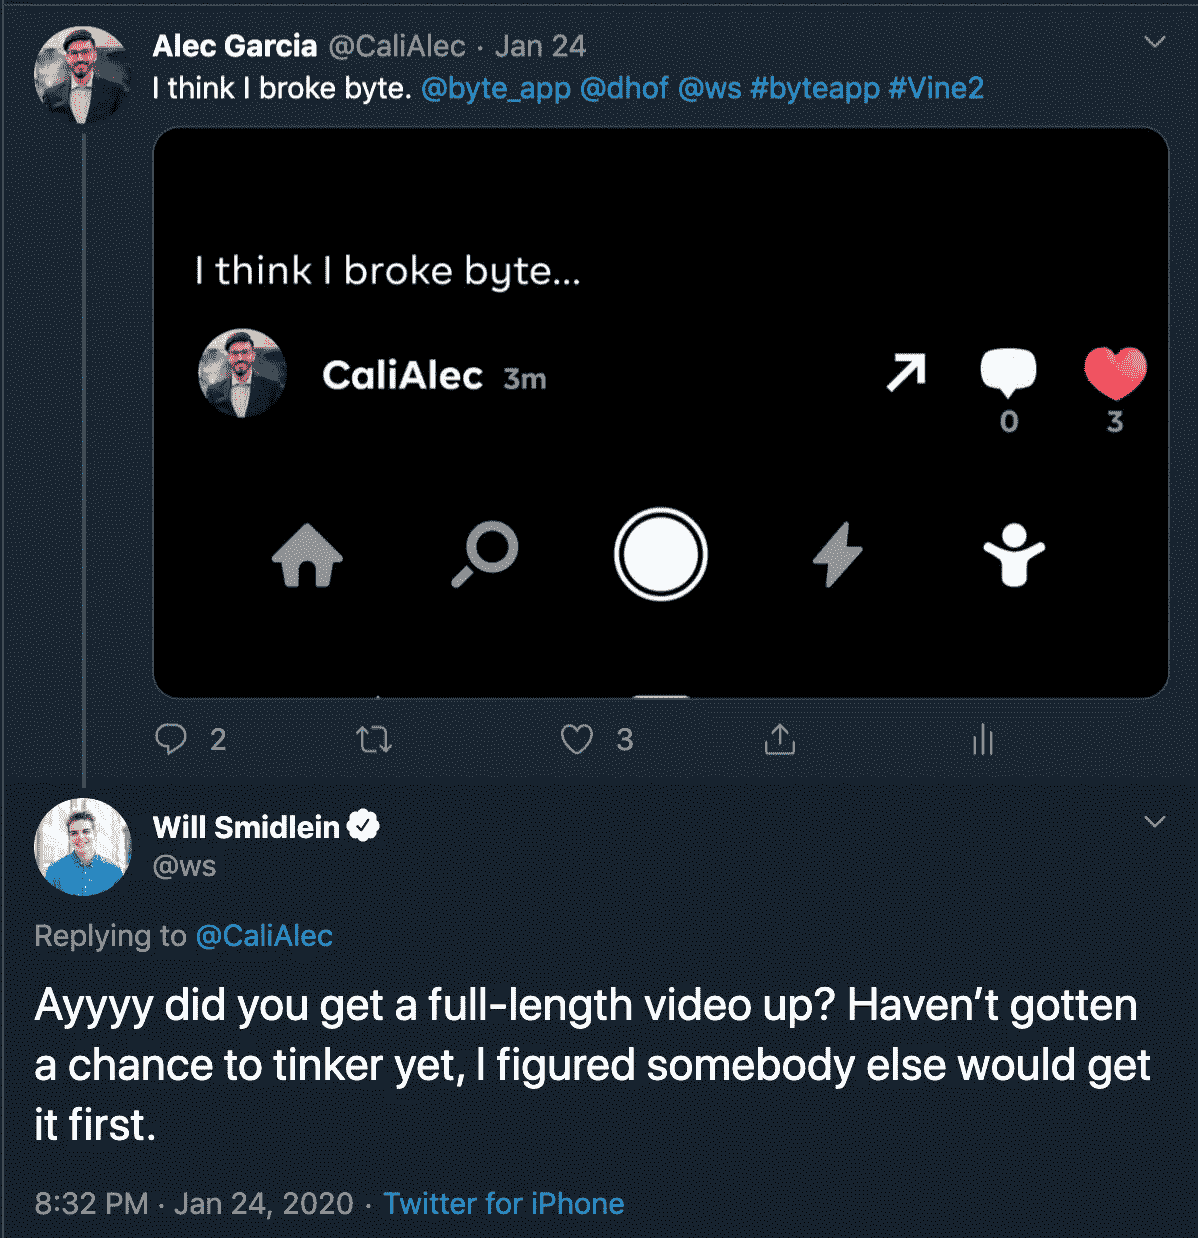 Alec Garcia @CaliAlec · Jan 24
I think I broke byte. @byte_app @dhof @ws #byteapp #Vine2
I think I broke byte...
CaliAlec 3m
0 3
2 3
Will Smidlein
@ws
Replying to @CaliAlec
Ayyyy did you get a full-length video up? Haven’t gotten
a chance to tinker yet, I figured somebody else would get
it first.
8:32 PM · Jan 24, 2020 · Twitter for iPhone